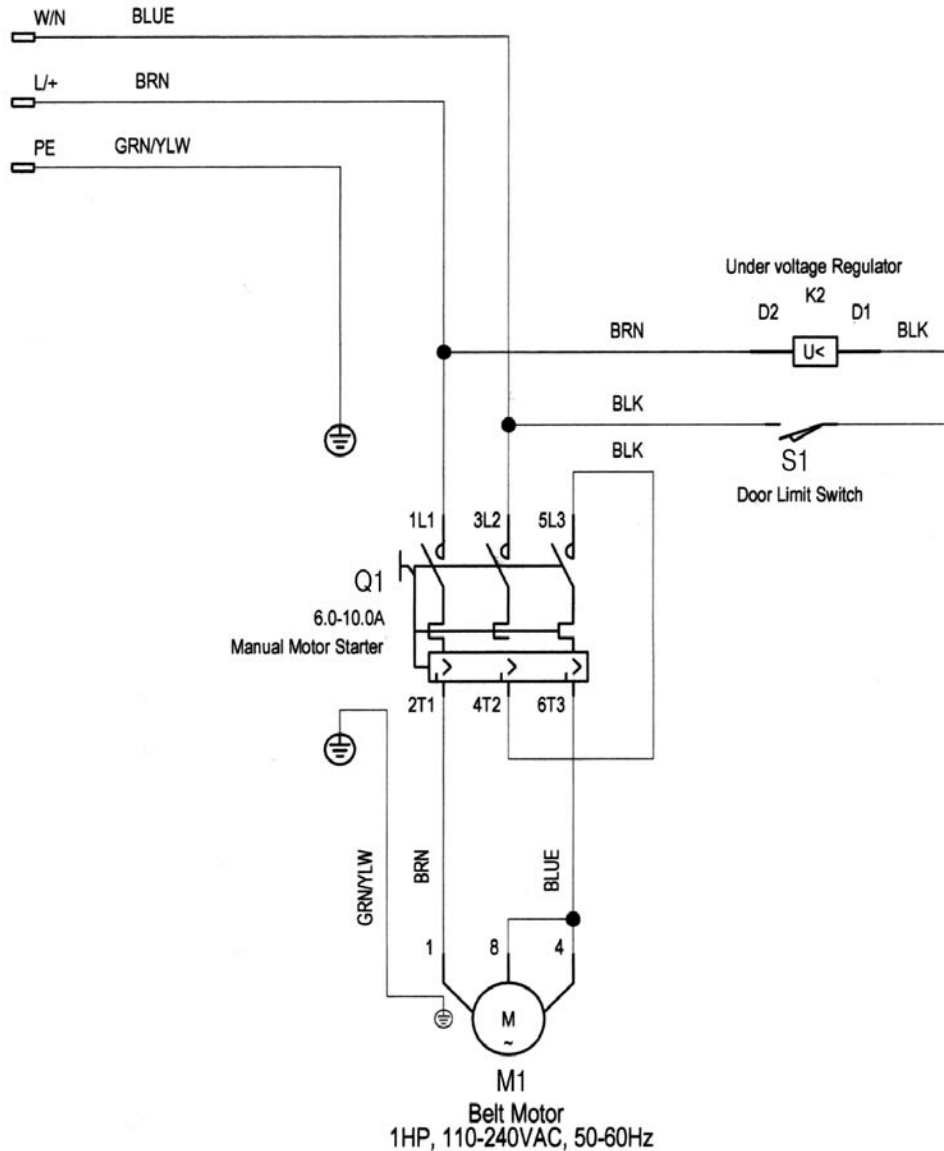 W/N BLUE
L/+ BRN
PE GRN/YLW
Under voltage Regulator
K2
D2 D1
BRN BLK
U<
BLK
BLK
S1
Door Limit Switch
1L1 3L2 5L3
Q1
6.0-10.0A
Manual Motor Starter
2T1 4T2 6T3
GRN/YLW
BRN
BLUE
1 8 4
M
~
M1
Belt Motor
1HP, 110-240VAC, 50-60Hz